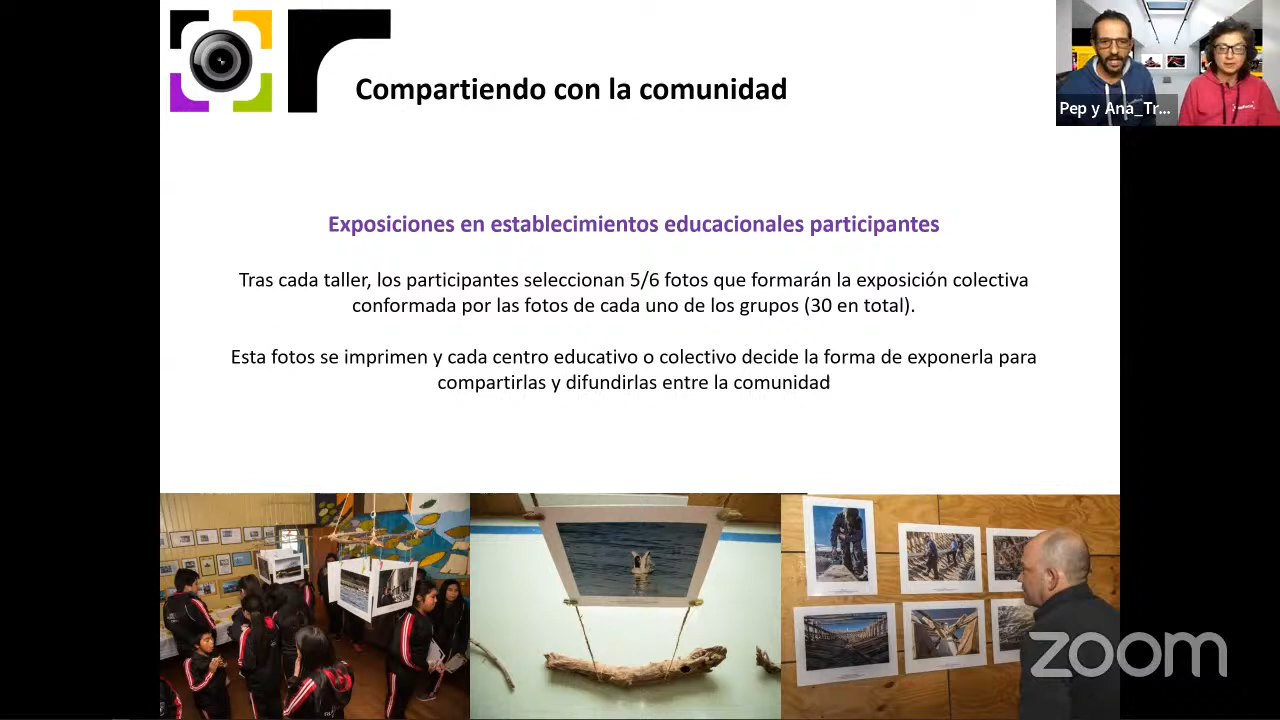 Compartiendo con la comunidad
Pep y Ana_Tr...
Exposiciones en establecimientos educacionales participantes
Tras cada taller, los participantes seleccionan 5/6 fotos que formarán la exposición colectiva
conformada por las fotos de cada uno de los grupos (30 en total).
Esta fotos se imprimen y cada centro educativo o colectivo decide la forma de exponerla para
compartirlas y difundirlas entre la comunidad
zoom